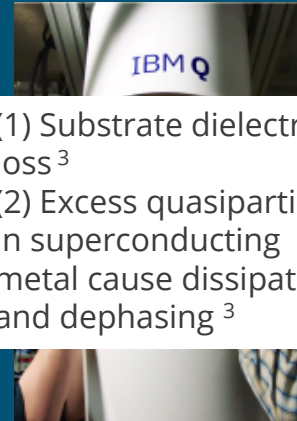 IBM Q
(1) Substrate dielectr
oss ³
(2) Excess quasiparti
n superconducting
metal cause dissipat
and dephasing ³